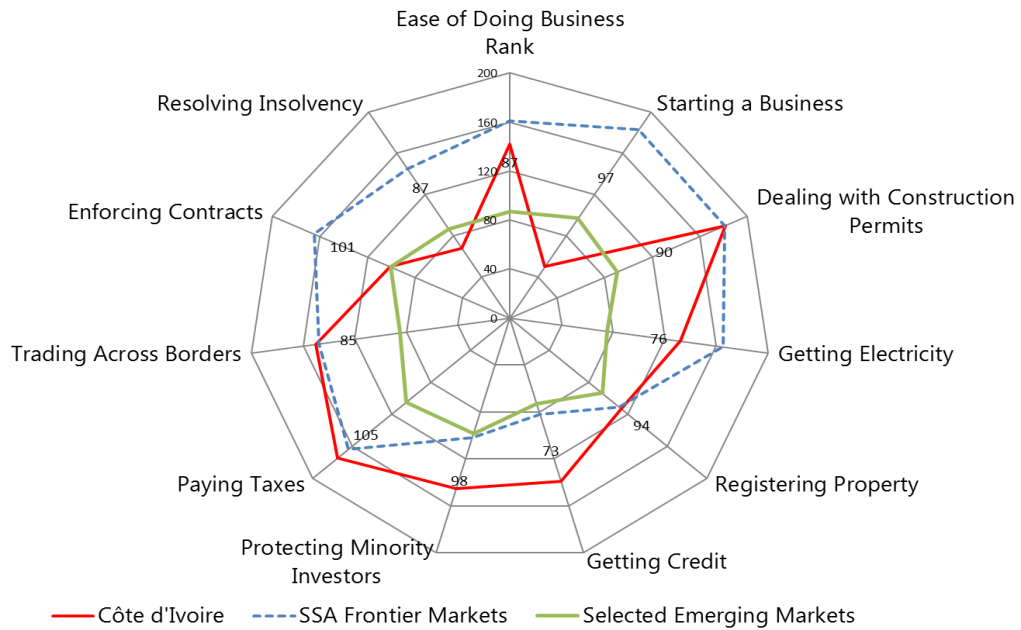 Ease of Doing Business
Rank
200
Resolving Insolvency
Starting a Business
160
120
87
87
97
Dealing with Construction
Permits
Enforcing Contracts
80
101
90
40
0
Trading Across Borders
85
76
Getting Electricity
105
94
73
Paying Taxes
98
Registering Property
Protecting Minority
Investors
Getting Credit
Côte d'Ivoire
SSA Frontier Markets
Selected Emerging Markets